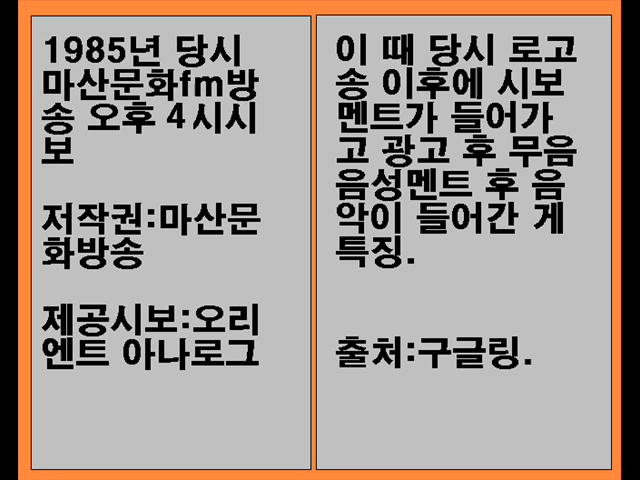 1985년 당시
마산문화fm방
송 오후 4시시
보
저작권:마산문
화방송
제공시보:오리
엔트 아나로그
이 때 당시 로고
송 이후에 시보
멘트가 들어가
고 광고 후 무음
음성멘트 후 음
악이 들어간 게
특징.
출처:구글링.